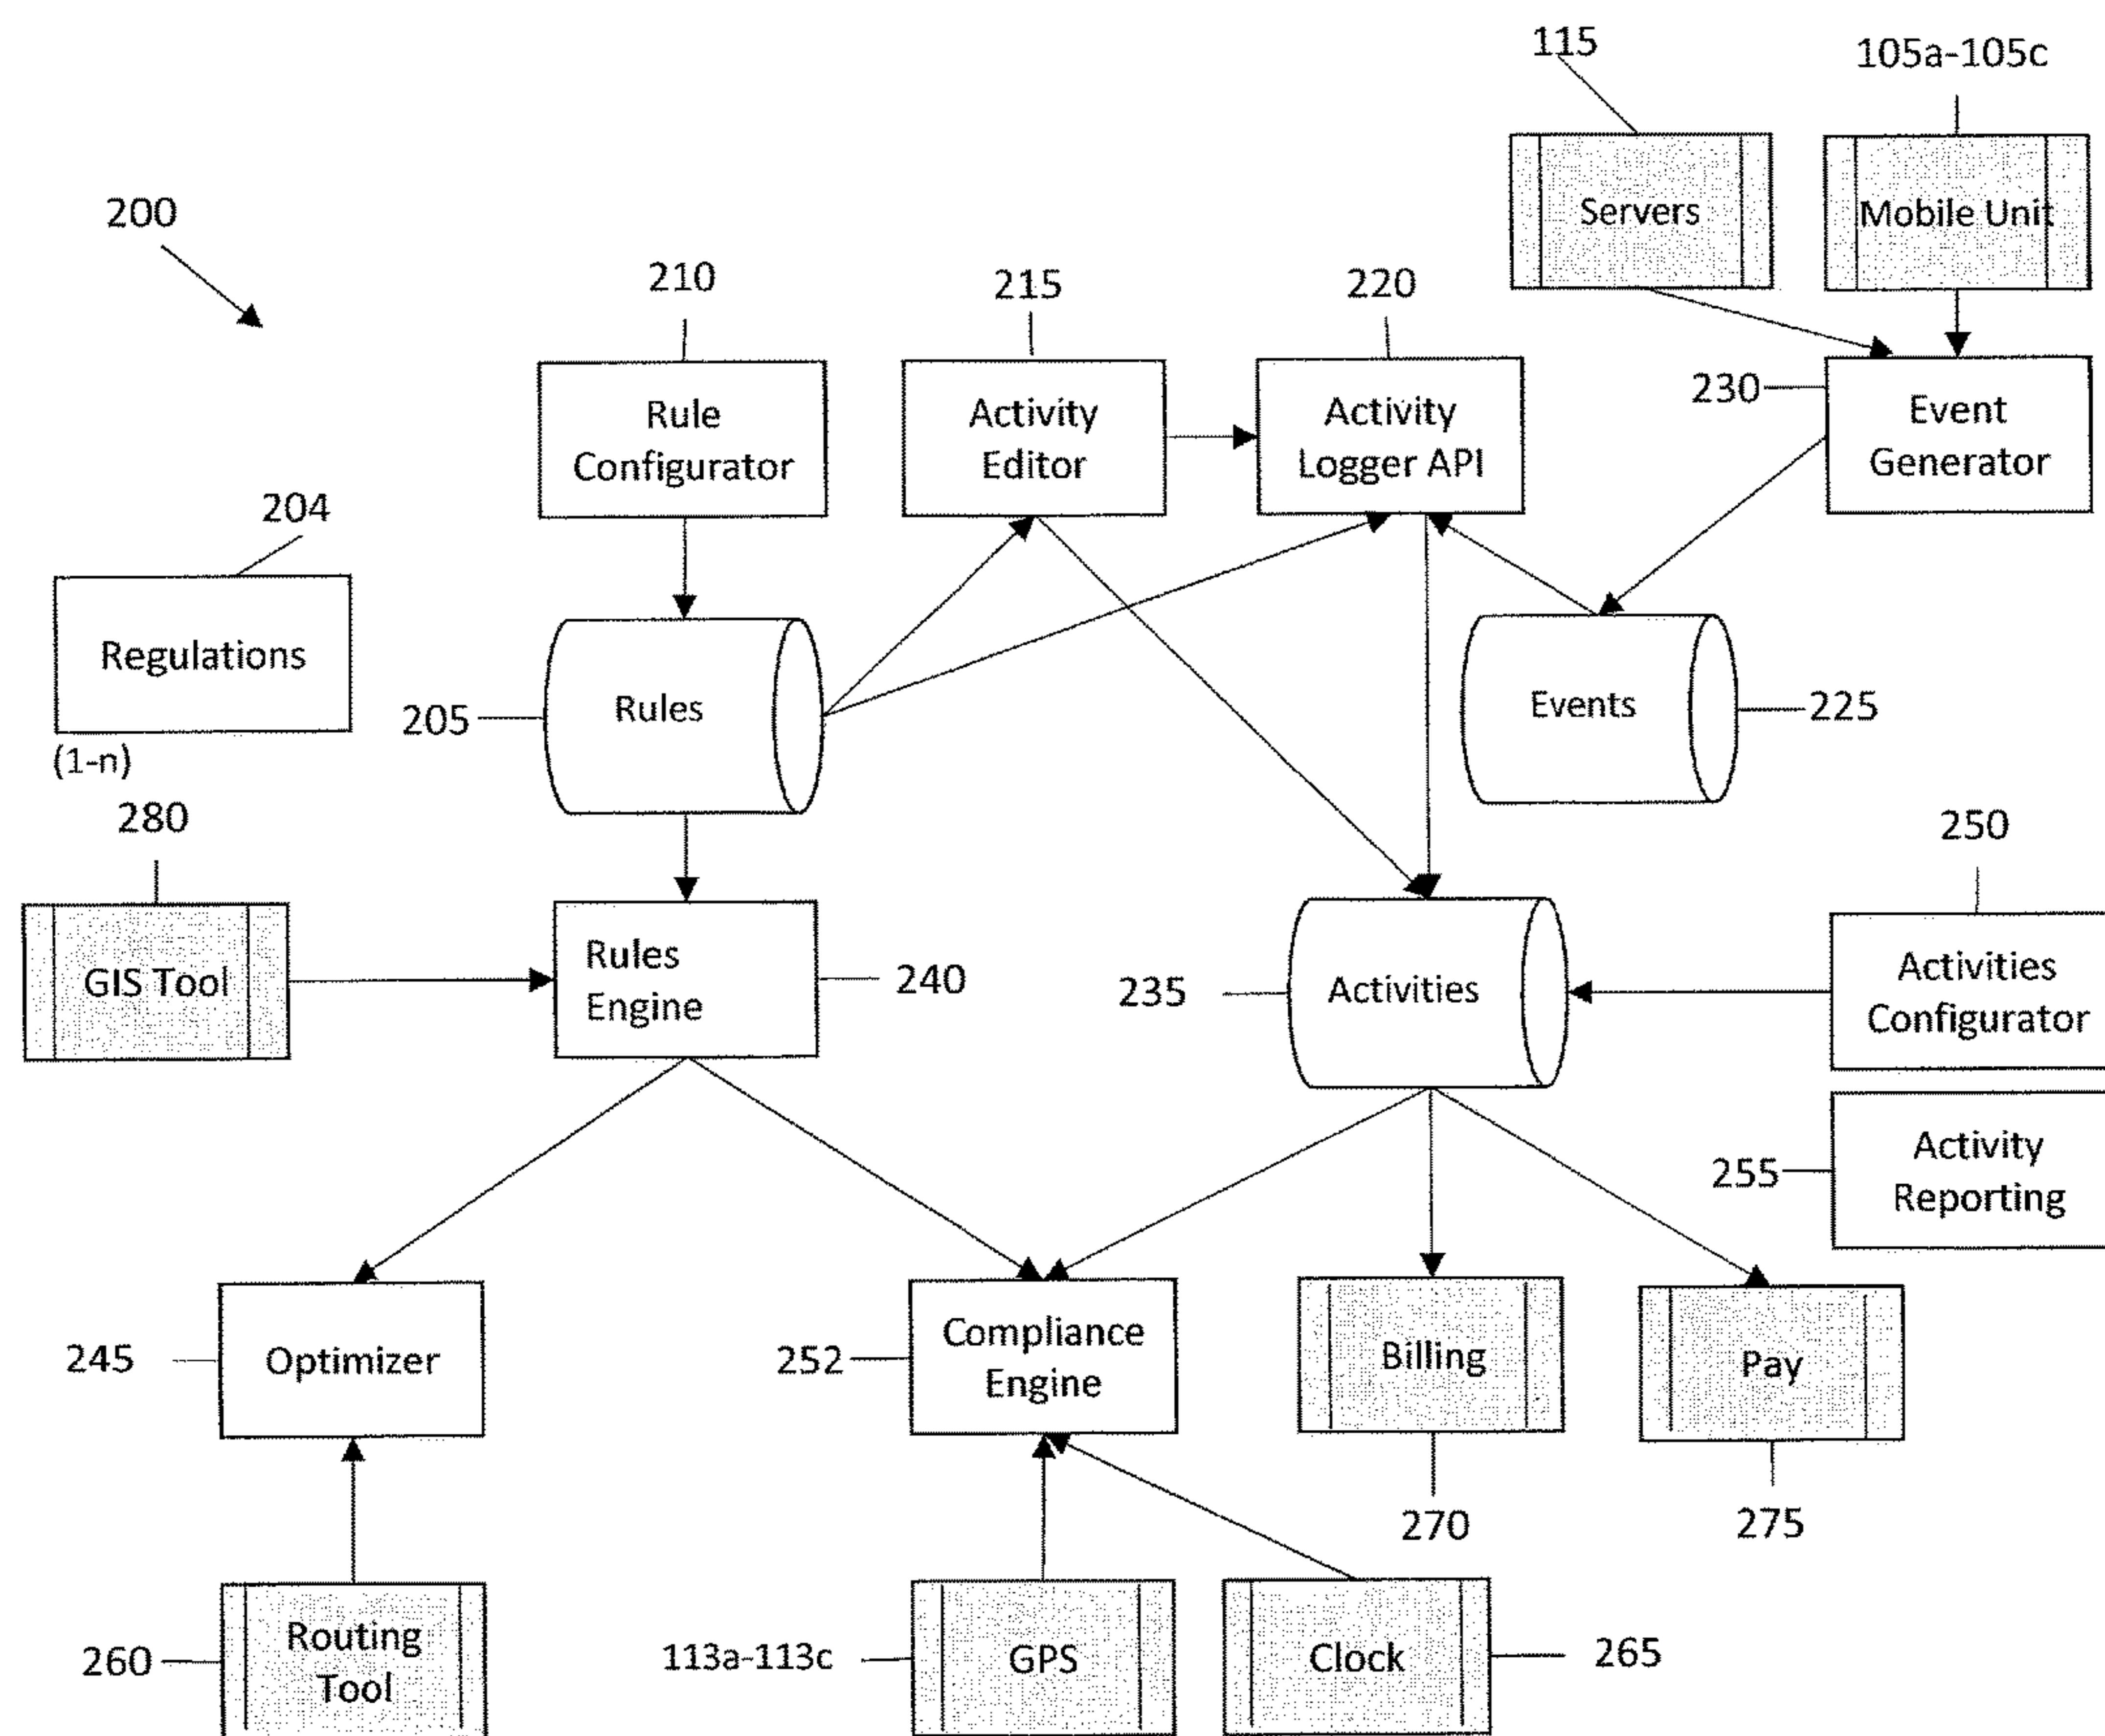 115
105a-105c
Servers
Mobile Unit
200
210
215
220
230
Rule
Configurator
Activity
Editor
Activity
Logger API
Event
Generator
204
Regulations
(1-n)
205
Rules
Events
225
280
250
GIS Tool
Rules
Engine
240
235
Activities
Activities
Configurator
255
Activity
Reporting
245
Optimizer
252
Compliance
Engine
Billing
Pay
270
275
260
Routing
Tool
113a-113c
GPS
Clock
265